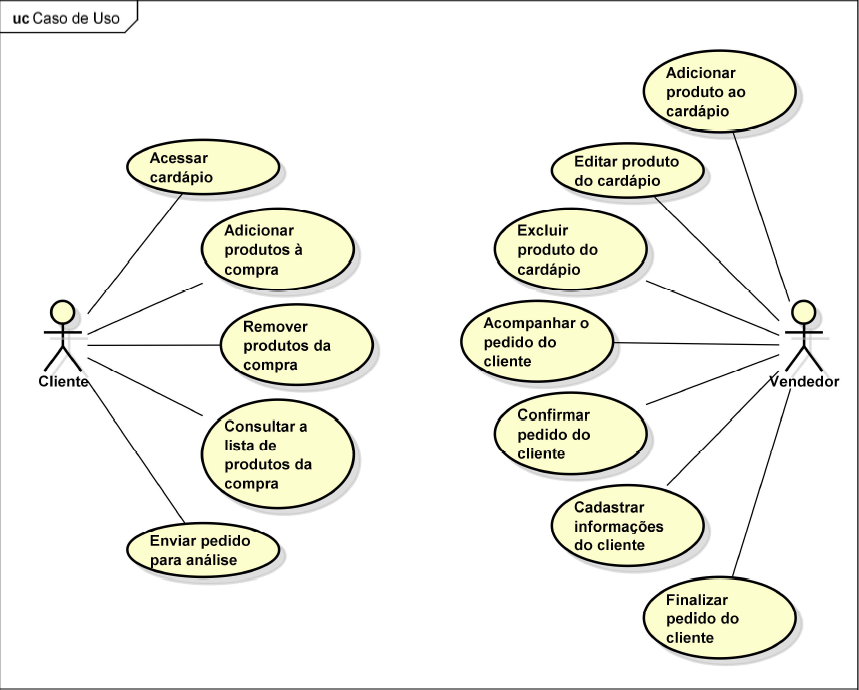 uc Caso de Uso
Acessar
cardápio
Adicionar
produtos à
compra
Remover
produtos da
compra
Cliente
Consultar a
lista de
produtos da
compra
Enviar pedido
para análise
Adicionar
produto ao
cardápio
Editar produto
do cardápio
Excluir
produto do
cardápio
Acompanhar o
pedido do
cliente
Vendedor
Confirmar
pedido do
cliente
Cadastrar
informações
do cliente
Finalizar
pedido do
cliente